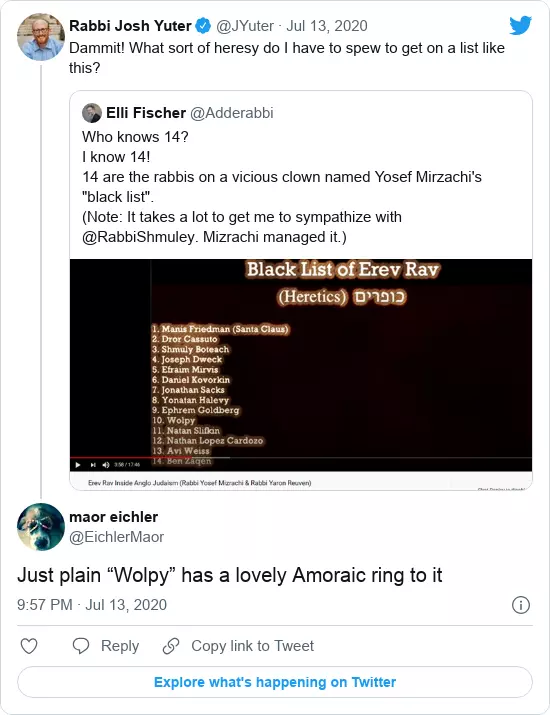 Rabbi Josh Yuter @JYuter · Jul 13, 2020
Dammit! What sort of heresy do I have to spew to get on a list like
this?
Elli Fischer @Adderabbi
Who knows 14?
I know 14!
14 are the rabbis on a vicious clown named Yosef Mirzachi's
"black list".
(Note: It takes a lot to get me to sympathize with
@RabbiShmuley. Mizrachi managed it.)
Black List of Erev Rav
(Heretics) כופרים
1. Manis Friedman (Santa Claus)
2. Dror Cassuto
3. Shmuly Boteach
4. Joseph Dweck
5. Efraim Mirvis
6. Daniel Kovorkin
7. Jonathan Sacks
8. Yonatan Halevy
9. Ephrem Goldberg
10. Wolpy
11. Natan Slifkin
12. Nathan Lopez Cardozo
13. Avi Weiss
14. Ben Zagen
3:58 / 17:46
Erev Rav Inside Anglo Judaism (Rabbi Yosef Mizrachi & Rabbi Yaron Reuven)
maor eichler
@EichlerMaor
Just plain “Wolpy” has a lovely Amoraic ring to it
9:57 PM · Jul 13, 2020
Reply Copy link to Tweet
Explore what's happening on Twitter